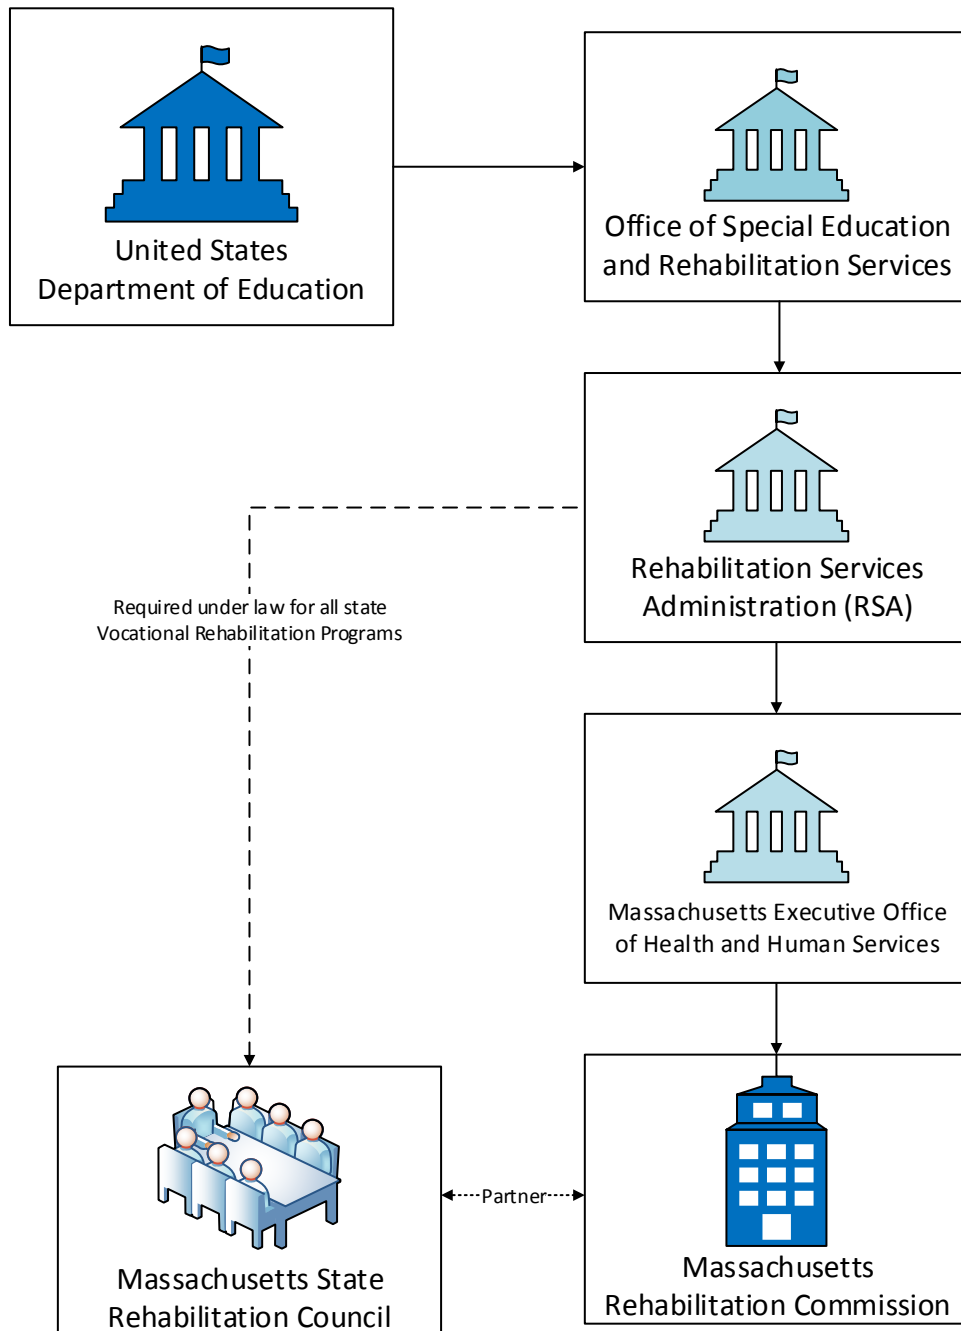 United States
Department of Education
Office of Special Education
and Rehabilitation Services
Rehabilitation Services
Administration (RSA)
Required under law for all state
Vocational Rehabilitation Programs
Massachusetts Executive Office
of Health and Human Services
Massachusetts State
Rehabilitation Council
Partner
Massachusetts
Rehabilitation Commission